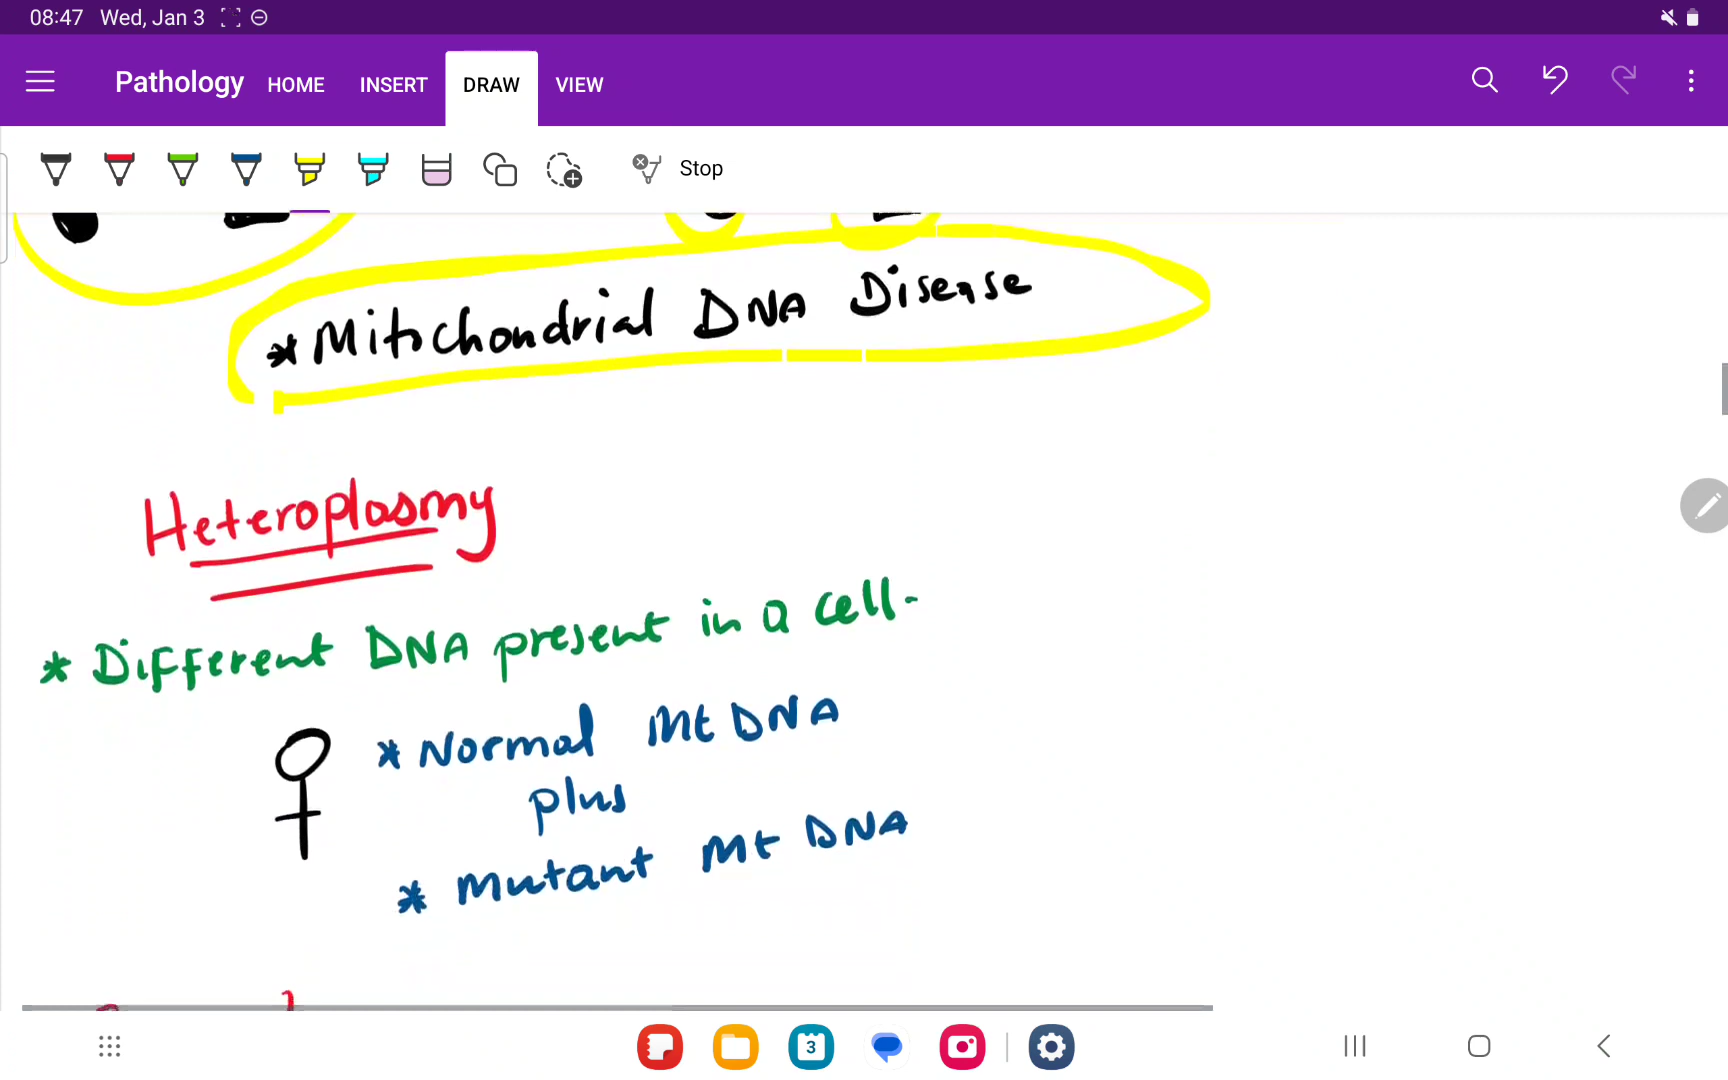 08:47 Wed, Jan 3
Pathology HOME INSERT DRAW VIEW
Stop
* Mitochondrial DNA Disease
Heteroplasmy
* Different DNA present in a cell.
* Normal Mt DNA
plus
* Mutant Mt DNA
3